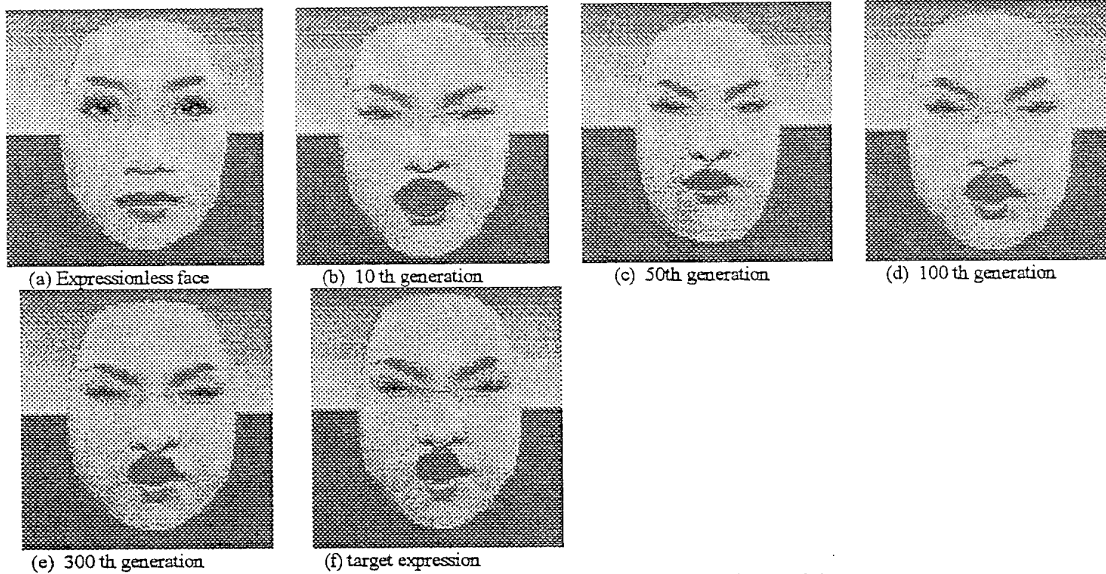 (a) Expressionless face
(b) 10 th generation
(c) 50th generation
(d) 100 th generation
(e) 300 th generation
(f) target expression